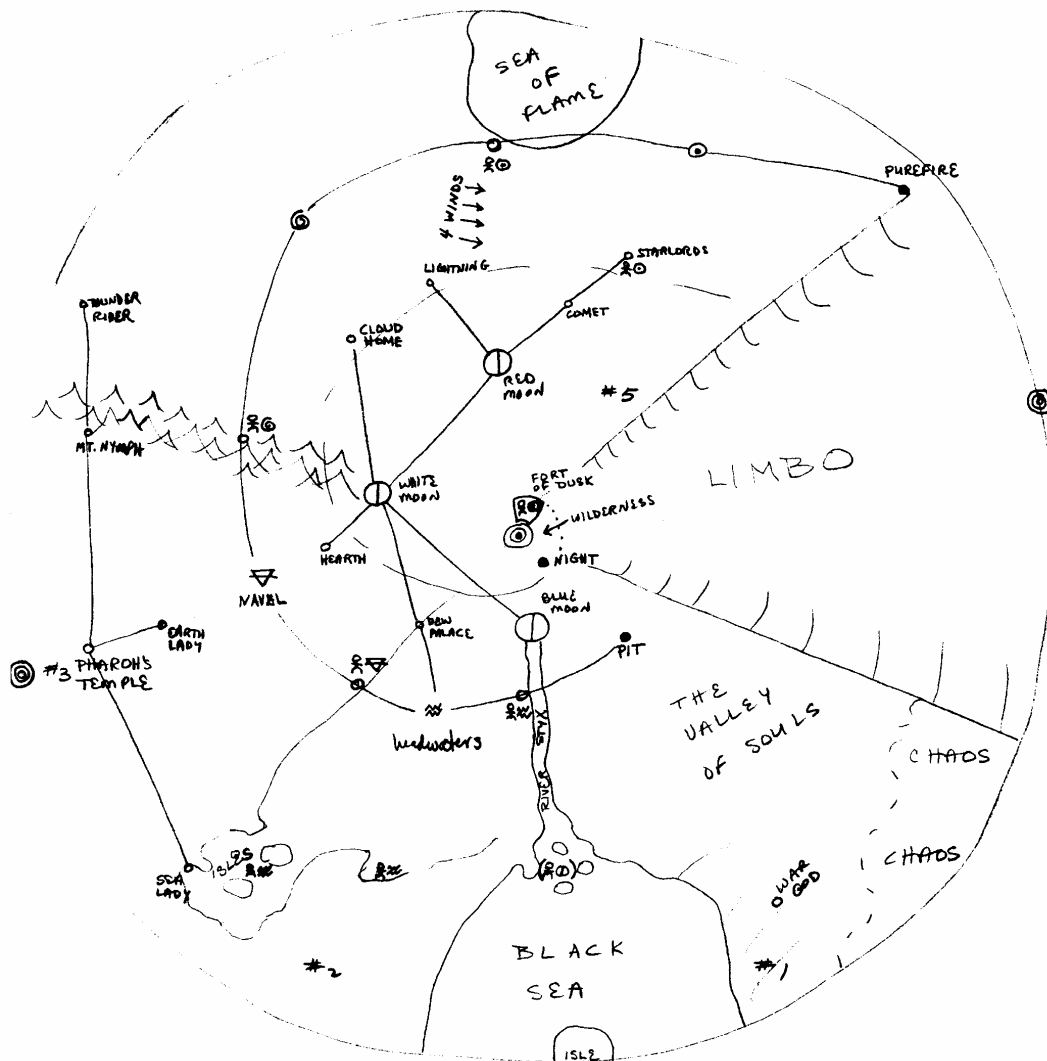 SEA
OF
FLAME
PUREFIRE
4 WINDS
LIGHTNING
STARLORDS
THUNDER
RIDER
COMET
CLOUD
HOME
RED
MOON
#5
MT. NYMPH
LIMBO
FORT
OF DUSK
WHITE
MOON
WILDERNESS
HEARTH
NIGHT
NAVEL
BLUE
MOON
DEW
PALACE
EARTH
LADY
PIT
#3 PHAROH'S
TEMPLE
THE
VALLEY
OF SOULS
hedwaters
STYX
RIVER
CHAOS
ISLES
SEA
LADY
CHAOS
WAR
GOD
#2
BLACK
SEA
#1
ISLE